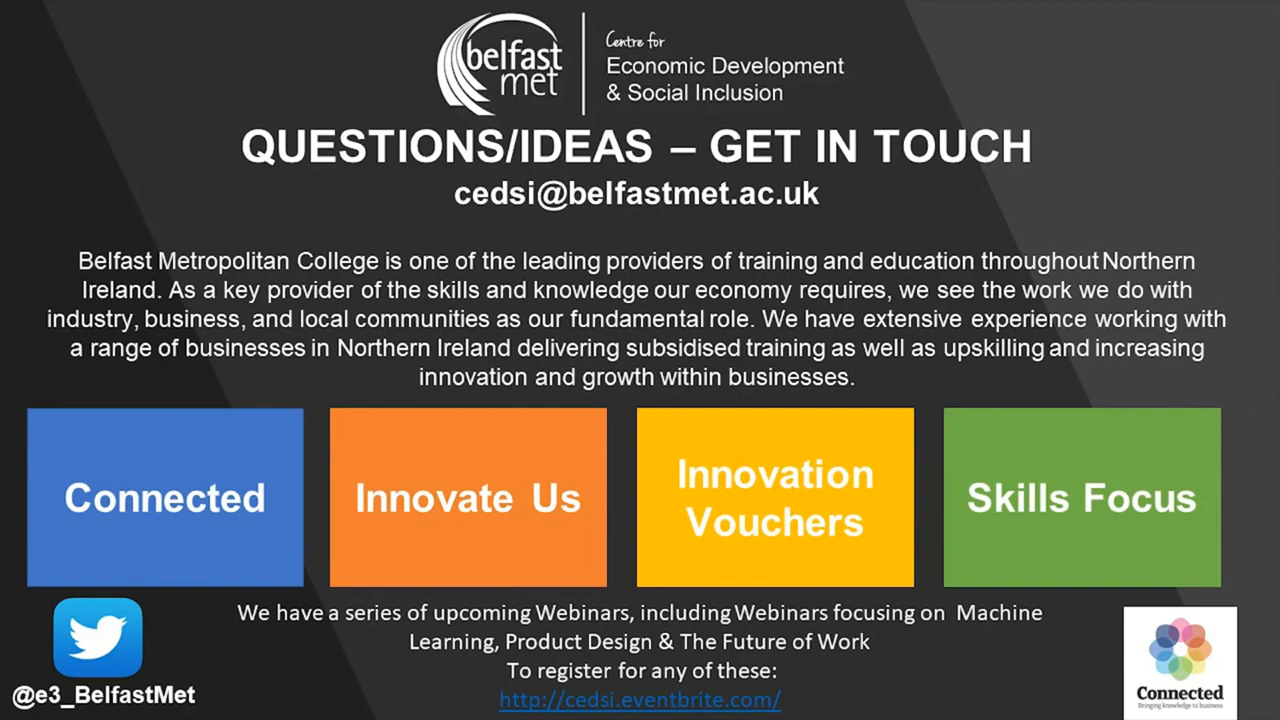 belfast
met
Centre for
Economic Development
& Social Inclusion
QUESTIONS/IDEAS – GET IN TOUCH
cedsi@belfastmet.ac.uk
Belfast Metropolitan College is one of the leading providers of training and education throughout Northern
Ireland. As a key provider of the skills and knowledge our economy requires, we see the work we do with
industry, business, and local communities as our fundamental role. We have extensive experience working with
a range of businesses in Northern Ireland delivering subsidised training as well as upskilling and increasing
innovation and growth within businesses.
Connected
Innovate Us
Innovation
Vouchers
Skills Focus
We have a series of upcoming Webinars, including Webinars focusing on Machine
Learning, Product Design & The Future of Work
To register for any of these:
http://cedsi.eventbrite.com/
@e3_BelfastMet
Connected
Bringing knowledge to business